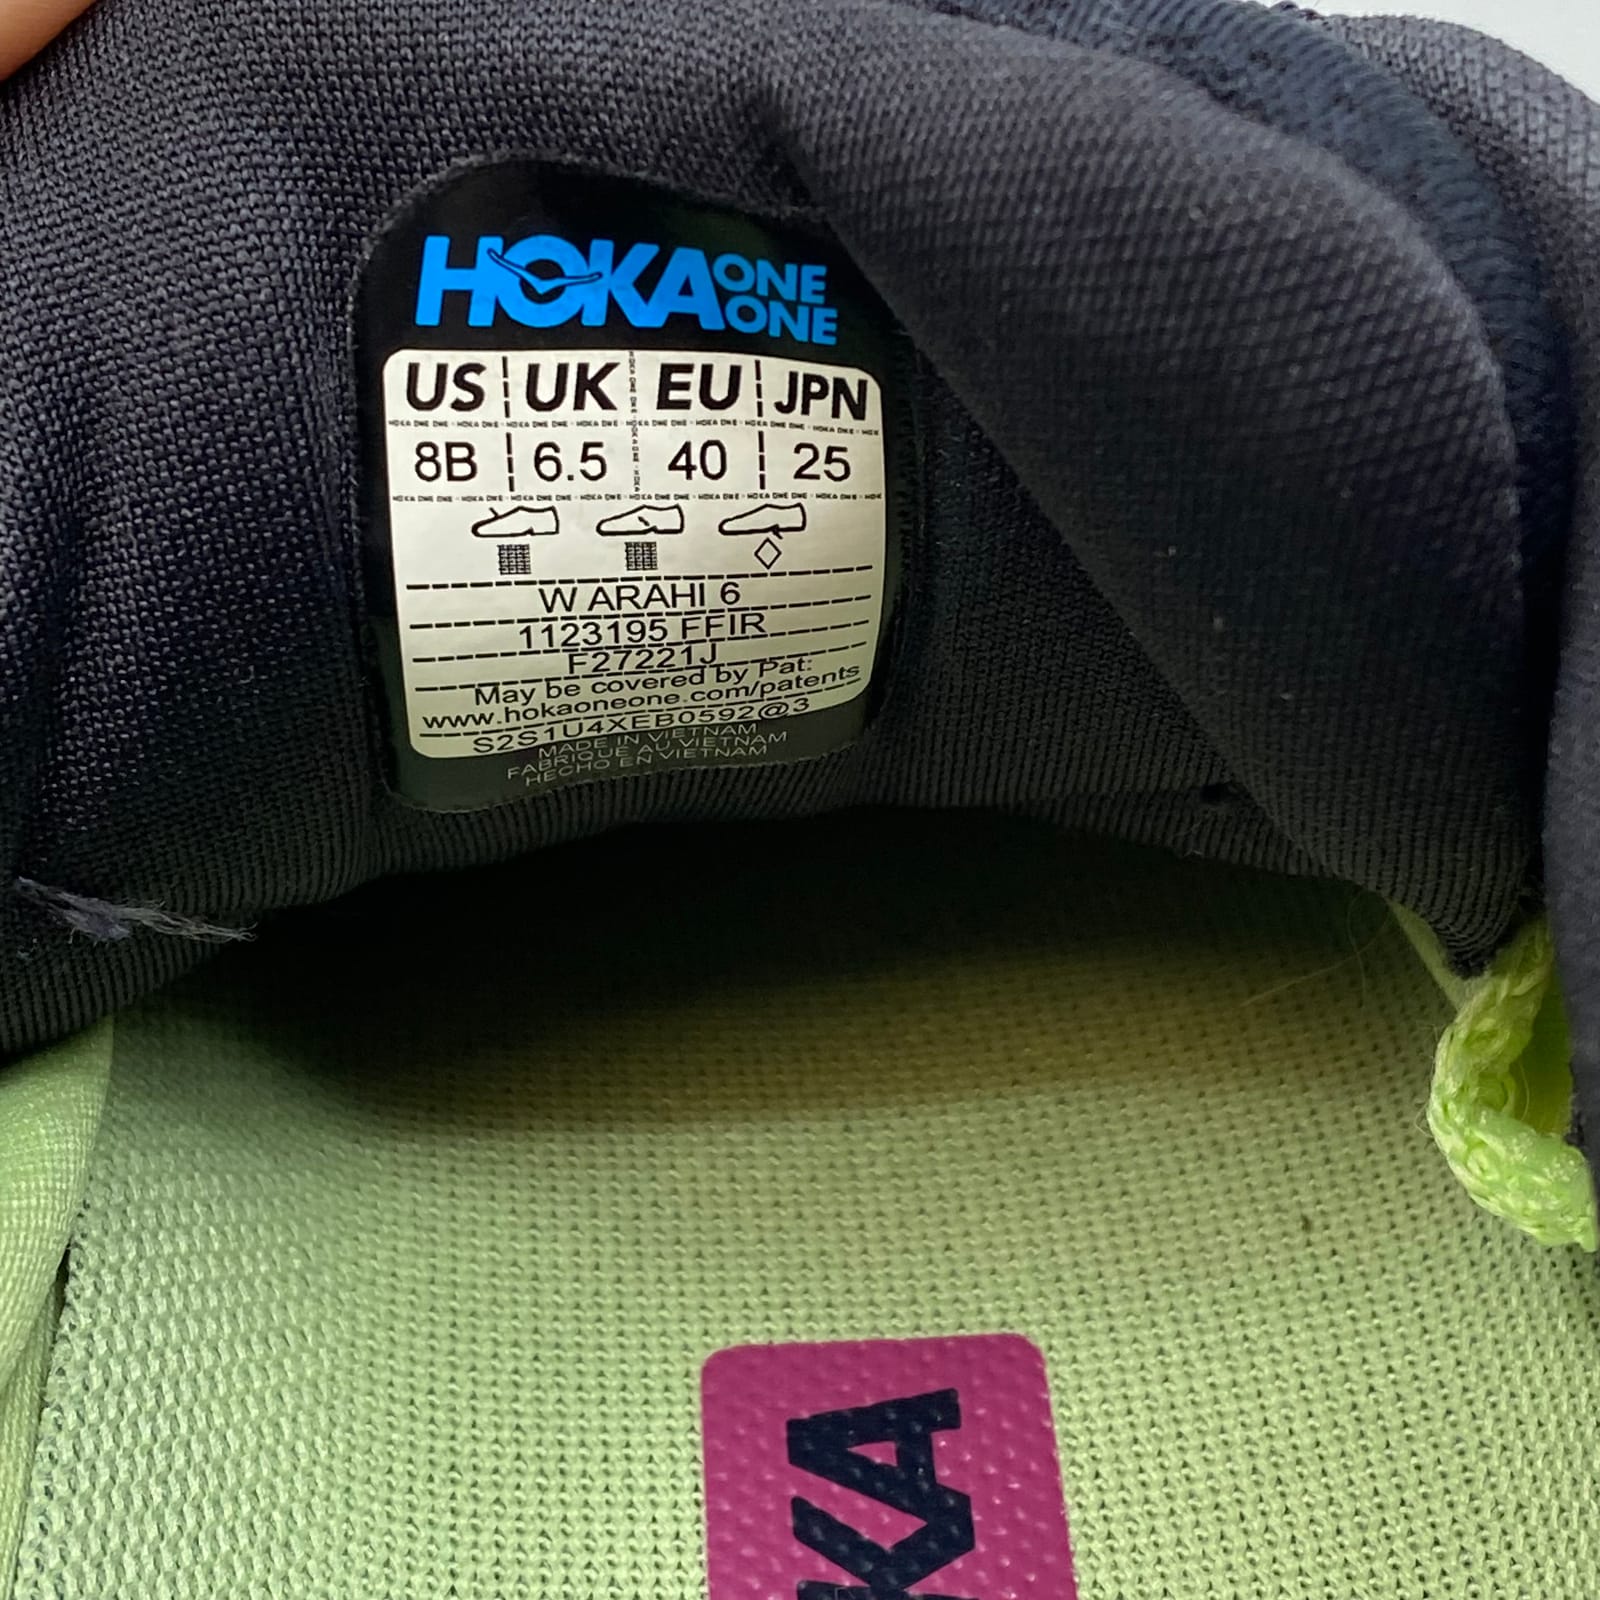 HOKA ONE ONE
US UK EU JPN
8B 6.5 40 25
W ARAHI 6
1123195 FFIR
F27221J
May be covered by Pat:
www.hokaoneone.com/patents
S2S1U4XEB0592@3
MADE IN VIETNAM
FABRIQUE AU VIETNAM
HECHO EN VIETNAM
KA